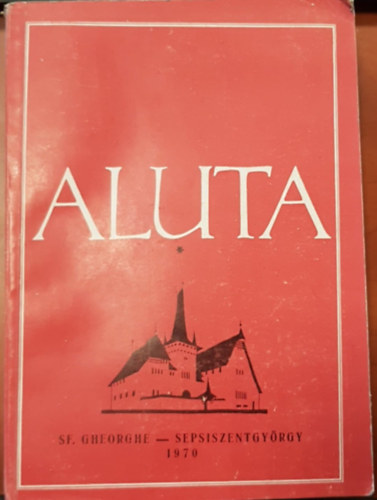 ALUTA
SF. GHEORGHE — SEPSISZENTGYÖRGY
1970